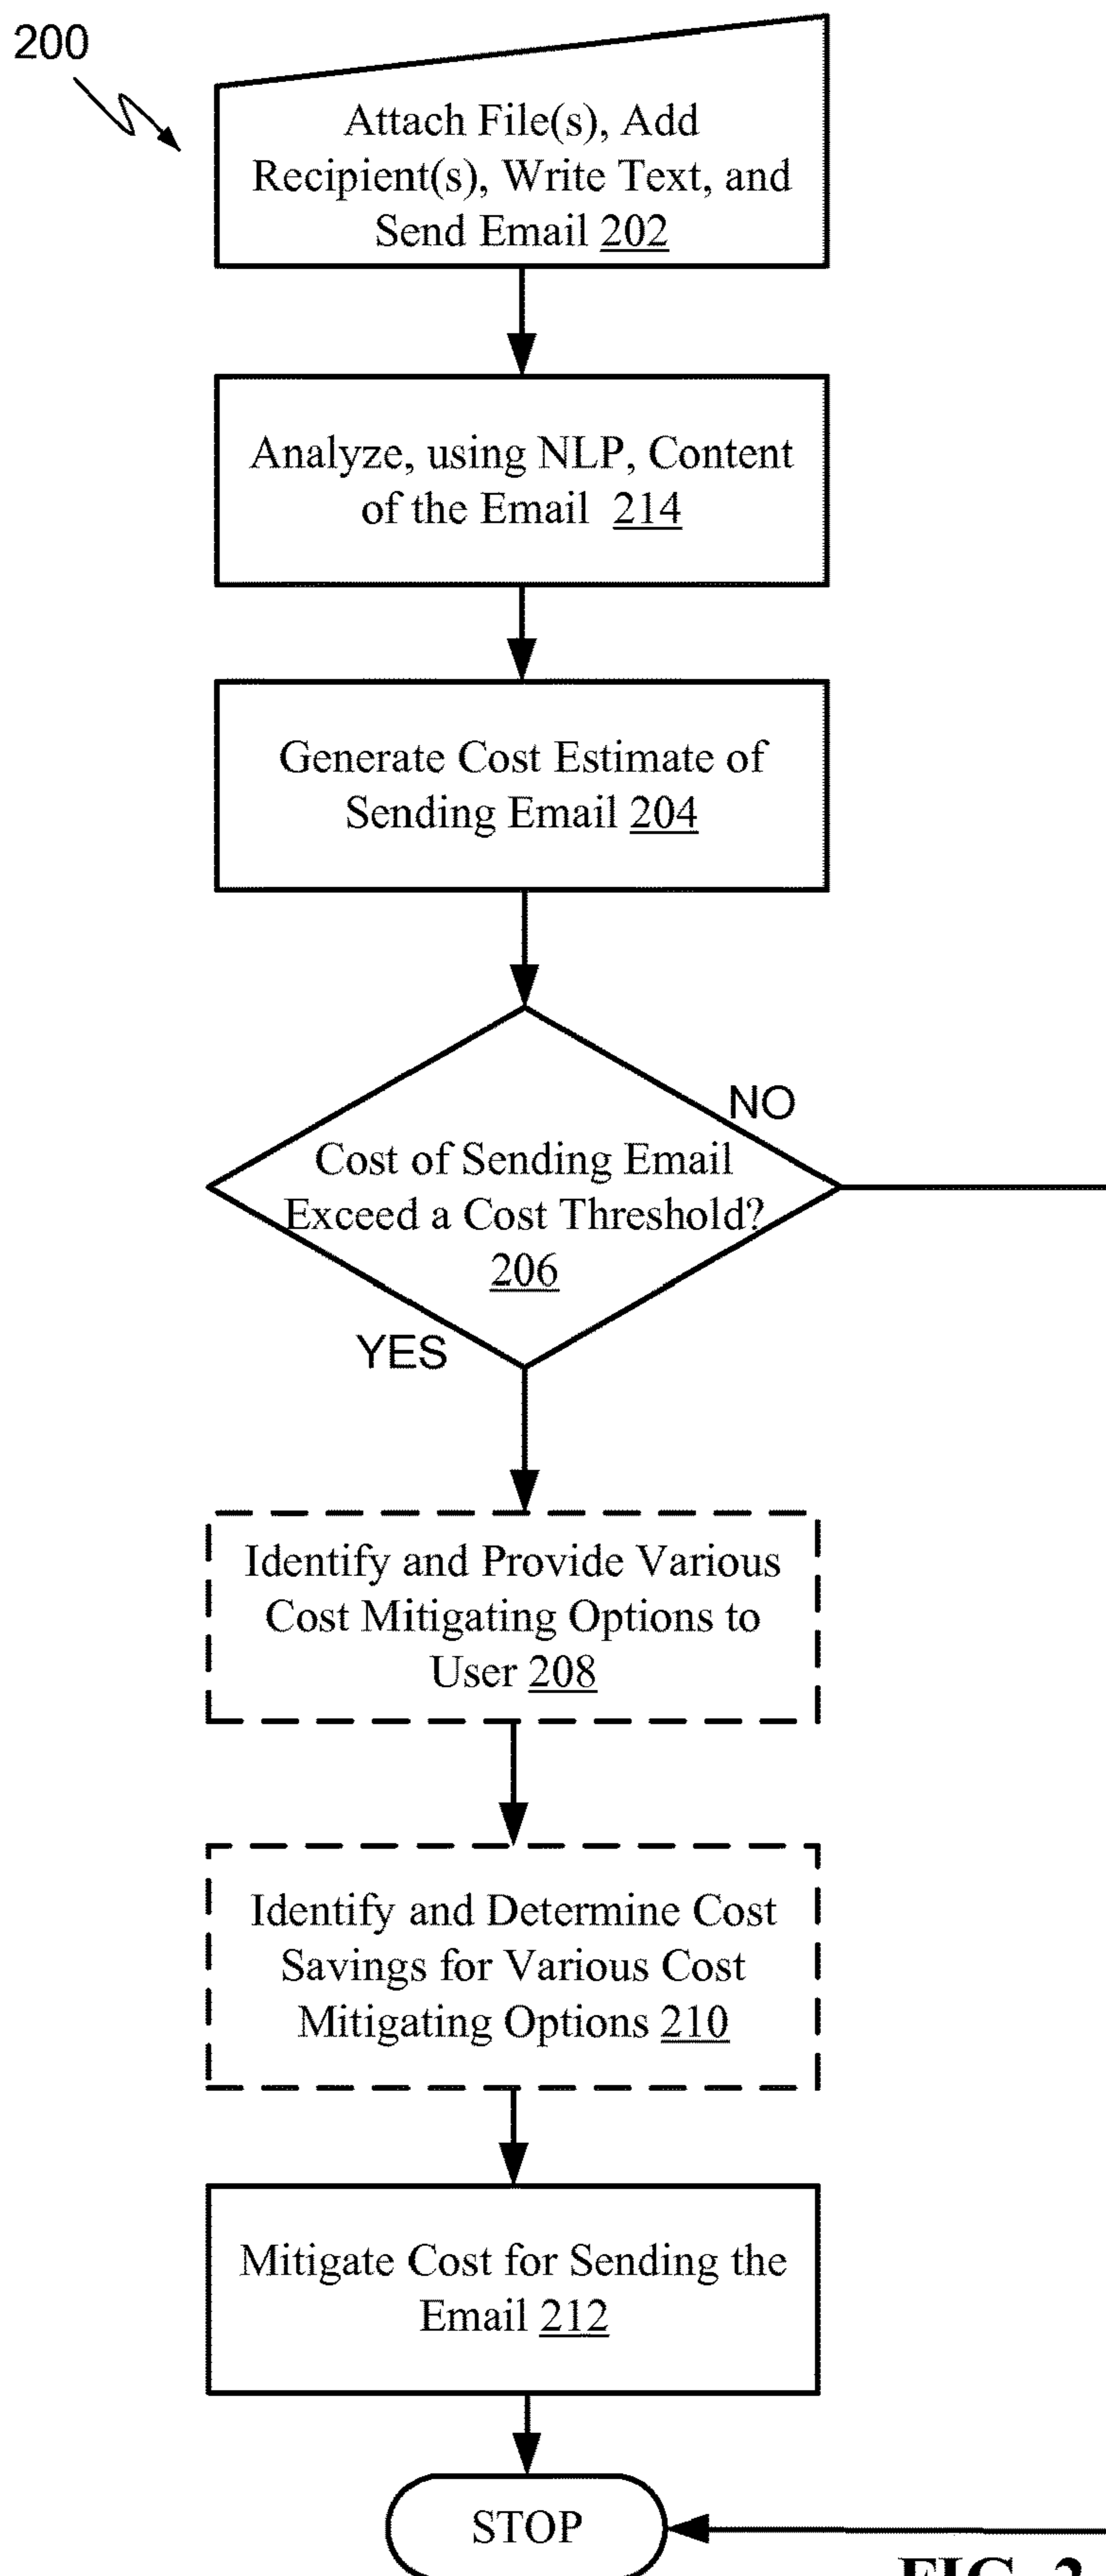 200
Attach File(s), Add
Recipient(s), Write Text, and
Send Email 202
Analyze, using NLP, Content
of the Email 214
Generate Cost Estimate of
Sending Email 204
NO
Cost of Sending Email
Exceed a Cost Threshold?
206
YES
Identify and Provide Various
Cost Mitigating Options to
User 208
Identify and Determine Cost
Savings for Various Cost
Mitigating Options 210
Mitigate Cost for Sending the
Email 212
STOP
FIG. 2